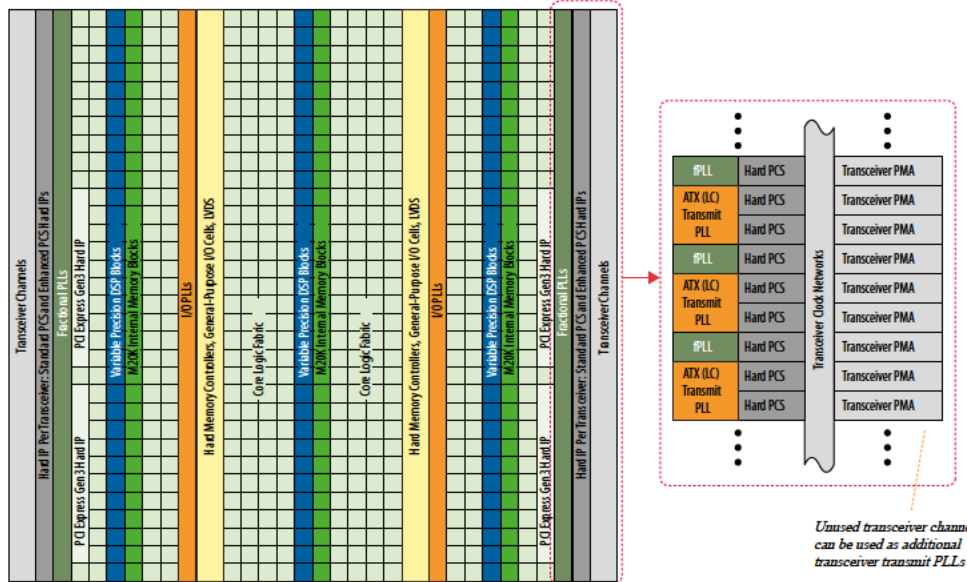 Transceiver Channels
Hard IP Per Transceiver: Standard PCS and Enhanced PCS Hard IPs
Fractional PLLs
PCI Express Gen3 Hard IP
PCI Express Gen3 Hard IP
Variable Precision DSP Blocks
M20K Internal Memory Blocks
I/O PLLs
Hard Memory Controllers, General-Purpose I/O Cells, LVDS
Core Logic Fabric
Variable Precision DSP Blocks
M20K Internal Memory Blocks
Core Logic Fabric
Hard Memory Controllers, General-Purpose I/O Cells, LVDS
I/O PLLs
Variable Precision DSP Blocks
M20K Internal Memory Blocks
PCI Express Gen3 Hard IP
PCI Express Gen3 Hard IP
Fractional PLLs
Hard IP Per Transceiver: Standard PCS and Enhanced PCS Hard IPs
Transceiver Channels
fPLL
Hard PCS
Transceiver PMA
ATX (LC)
Transmit
PLL
Hard PCS
Transceiver PMA
Hard PCS
Transceiver PMA
fPLL
Hard PCS
Transceiver PMA
ATX (LC)
Transmit
PLL
Hard PCS
Transceiver PMA
Hard PCS
Transceiver PMA
fPLL
Hard PCS
Transceiver PMA
ATX (LC)
Transmit
PLL
Hard PCS
Transceiver PMA
Hard PCS
Transceiver PMA
Transceiver Clock Networks
Unused transceiver
can be used as additional
transceiver transmit PLLs